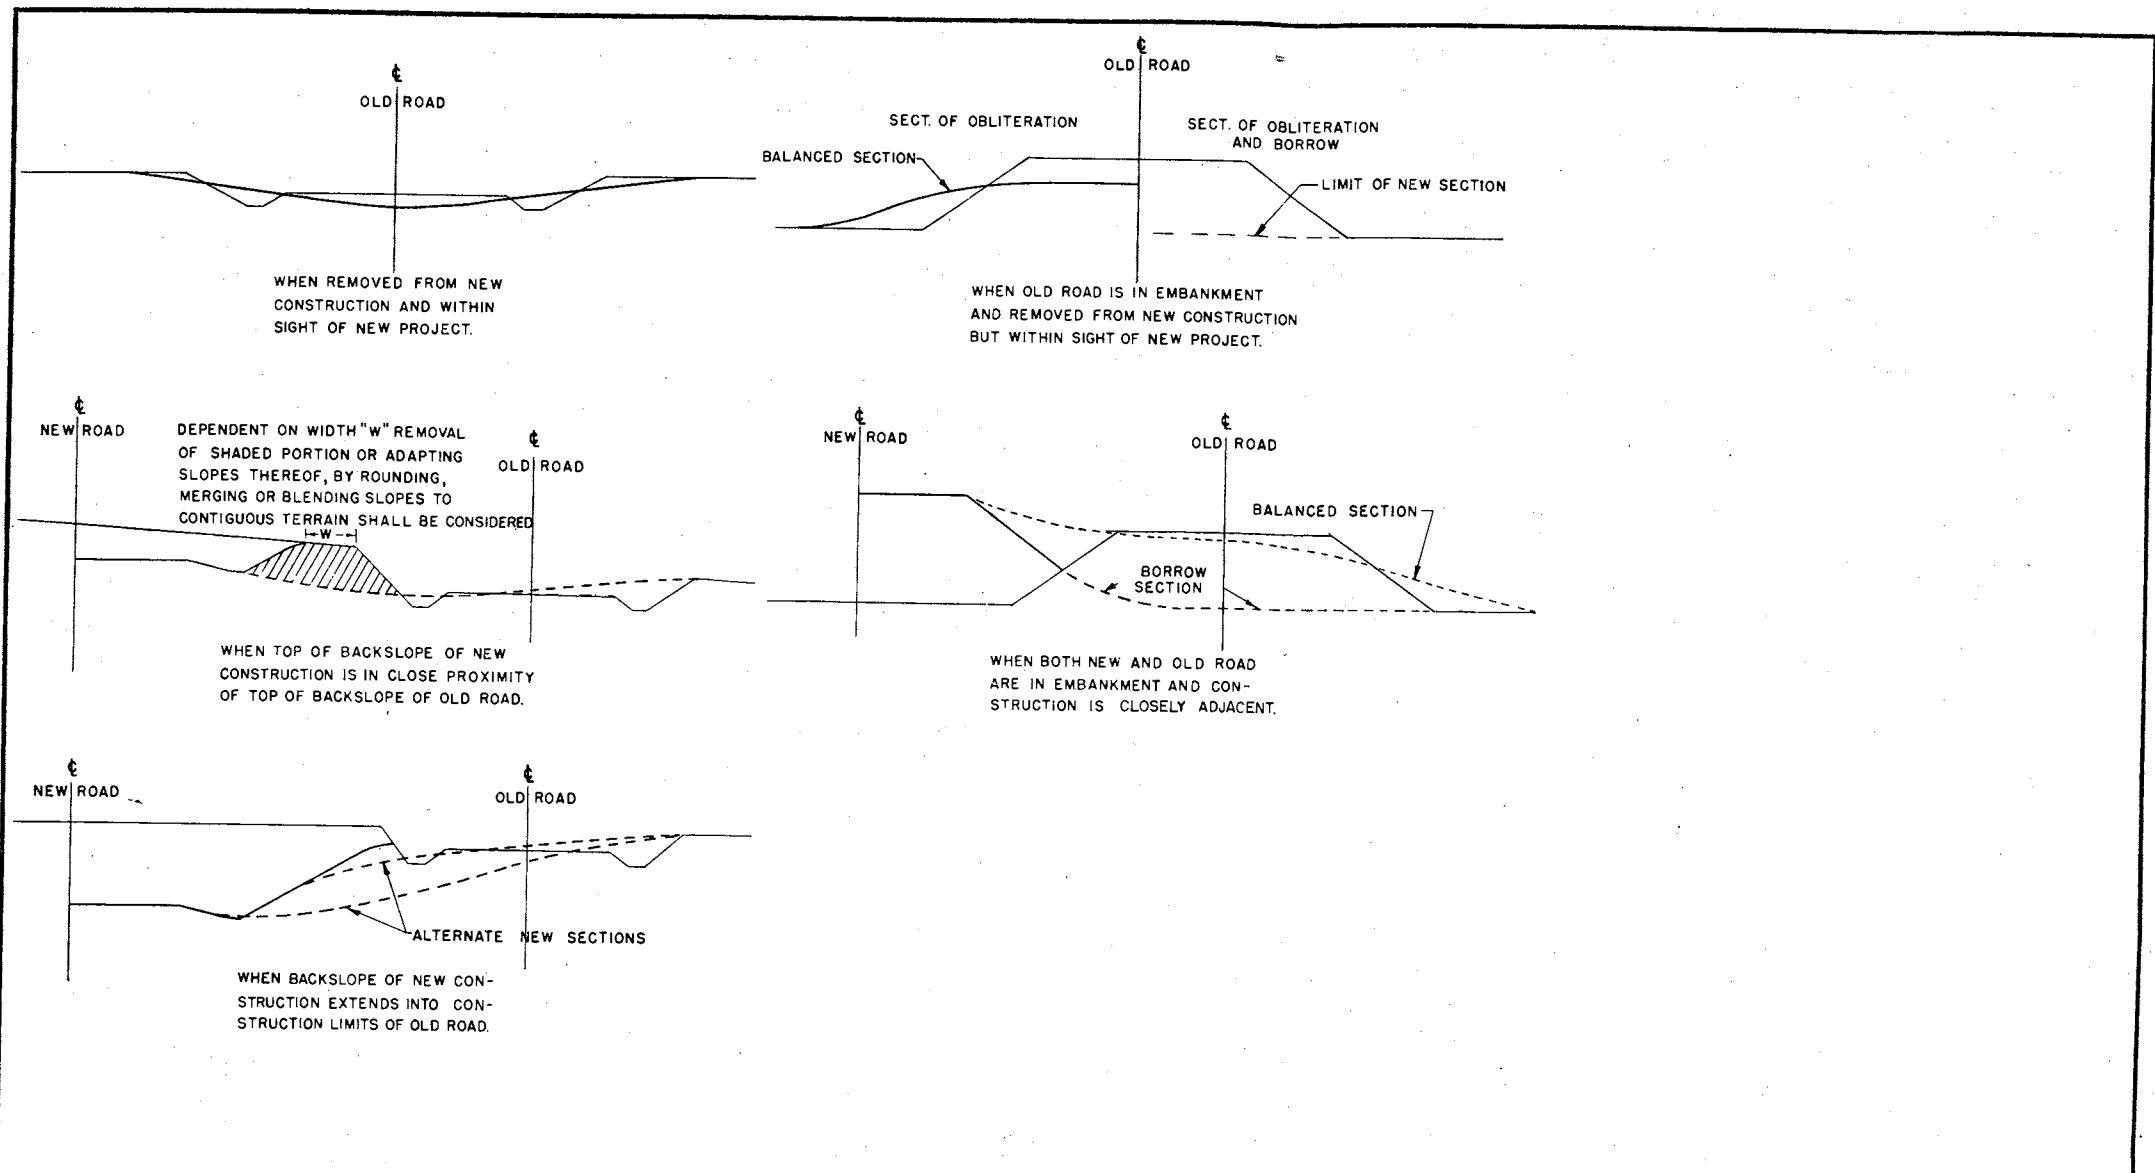 ℄
OLD ROAD
WHEN REMOVED FROM NEW
CONSTRUCTION AND WITHIN
SIGHT OF NEW PROJECT.
℄
OLD ROAD
SECT. OF OBLITERATION
SECT. OF OBLITERATION
AND BORROW
BALANCED SECTION
LIMIT OF NEW SECTION
WHEN OLD ROAD IS IN EMBANKMENT
AND REMOVED FROM NEW CONSTRUCTION
BUT WITHIN SIGHT OF NEW PROJECT.
℄
NEW ROAD
DEPENDENT ON WIDTH "W" REMOVAL
OF SHADED PORTION OR ADAPTING
SLOPES THEREOF, BY ROUNDING,
MERGING OR BLENDING SLOPES TO
CONTIGUOUS TERRAIN SHALL BE CONSIDERED
℄
OLD ROAD
W
WHEN TOP OF BACKSLOPE OF NEW
CONSTRUCTION IS IN CLOSE PROXIMITY
OF TOP OF BACKSLOPE OF OLD ROAD.
℄
NEW ROAD
℄
OLD ROAD
BALANCED SECTION
BORROW
SECTION
WHEN BOTH NEW AND OLD ROAD
ARE IN EMBANKMENT AND CON-
STRUCTION IS CLOSELY ADJACENT.
℄
NEW ROAD
℄
OLD ROAD
ALTERNATE NEW SECTIONS
WHEN BACKSLOPE OF NEW CON-
STRUCTION EXTENDS INTO CON-
STRUCTION LIMITS OF OLD ROAD.